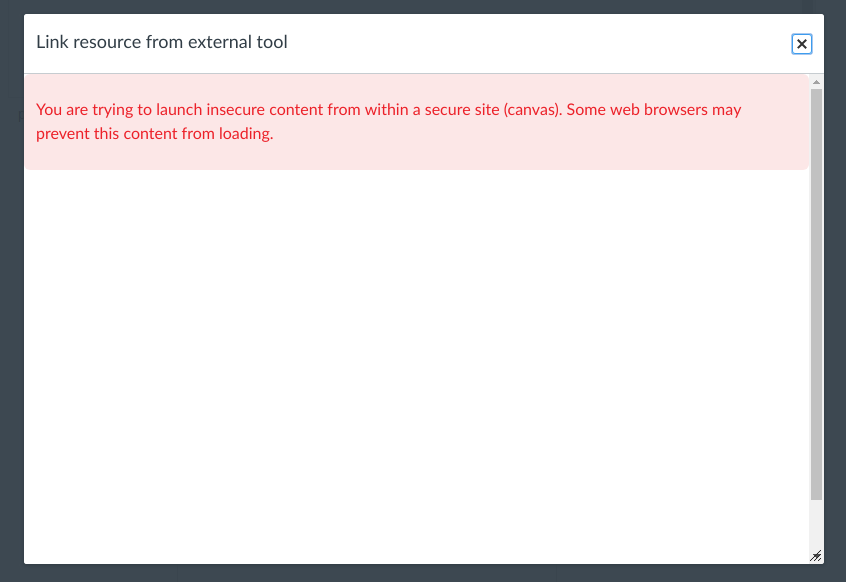 Link resource from external tool
You are trying to launch insecure content from within a secure site (canvas). Some web browsers may
prevent this content from loading.